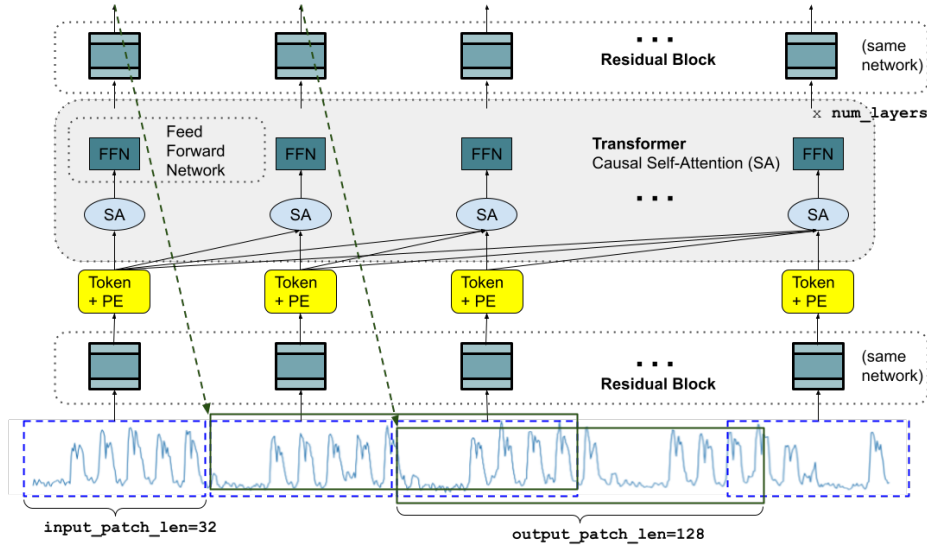 Residual Block
(same
network)
x num_layers
Feed
Forward
Network
Transformer
Causal Self-Attention (SA)
FFN
FFN
FFN
FFN
SA
SA
SA
SA
Token
+ PE
Token
+ PE
Token
+ PE
Token
+ PE
Residual Block
(same
network)
input_patch_len=32
output_patch_len=128